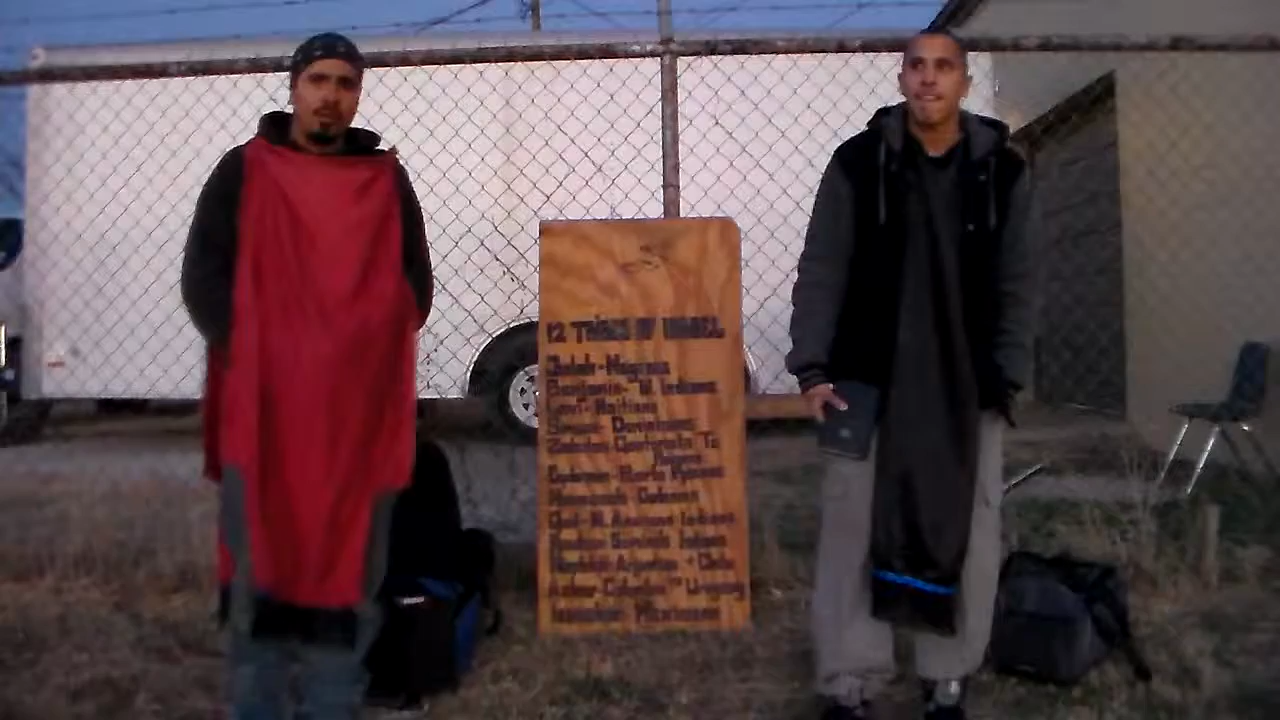 12 TRIBES OF ISRAEL
Judah - Negroes
Benjamin - W. Indians
Levi - Haitians
Simeon - Dominicans
Zebulon - Guatemala To
Panama
Ephraim - Puerto Ricans
Manasseh - Cubans
Gad - N. American Indians
Reuben - Seminole Indians
Naphtali - Argentina - Chile
Asher - Columbia To Uruguay
Issachar - Mexicans